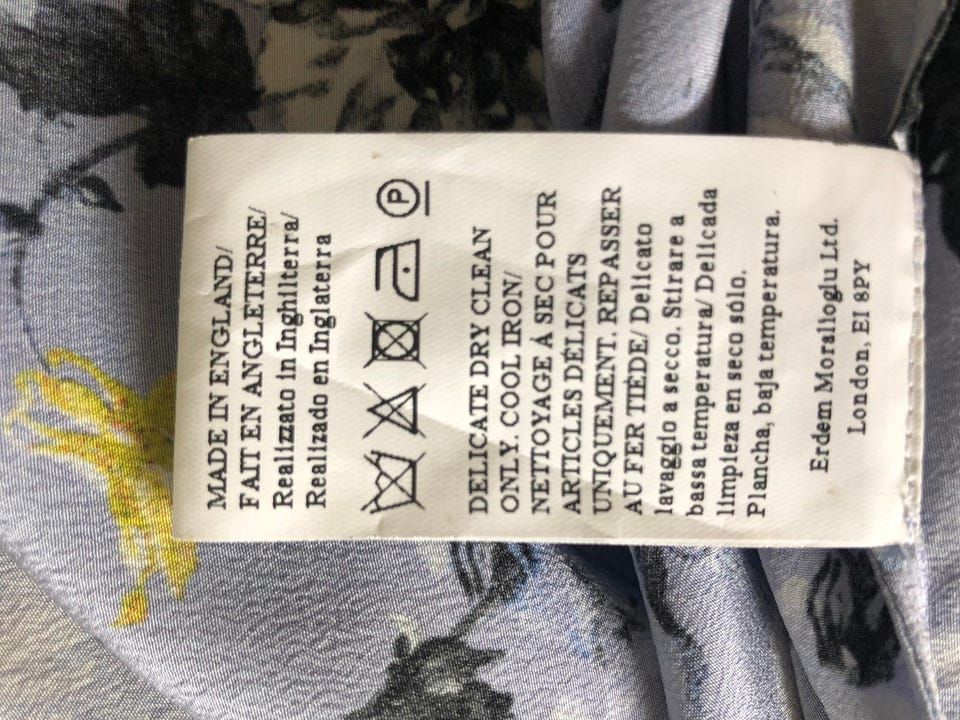 MADE IN ENGLAND/
FAIT EN ANGLETERRE/
Realizzato in Inghilterra/
Realizado en Inglaterra
P
DELICATE DRY CLEAN
ONLY. COOL IRON/
NETTOYAGE À SEC POUR
ARTICLES DÉLICATS
UNIQUEMENT. REPASSER
AU FER TIÈDE/ Delicato
lavaggio a secco. Stirare a
bassa temperatura/ Delicada
limpieza en seco sólo.
Plancha, baja temperatura.
Erdem Moralioglu Ltd.
London, E1 8PY